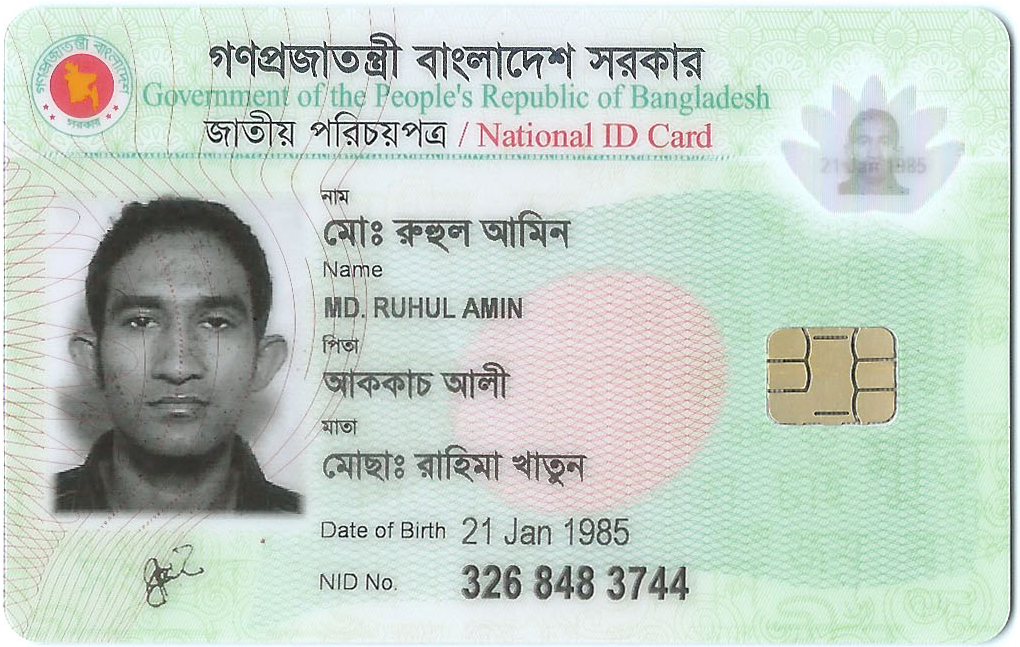 গণপ্রজাতন্ত্রী বাংলাদেশ সরকার
Government of the People's Republic of Bangladesh
জাতীয় পরিচয়পত্র / National ID Card
গণপ্রজাতন্ত্রী বাংলাদেশ
সরকার
21 Jan 1985
নাম
মোঃ রুহুল আমিন
Name
MD. RUHUL AMIN
পিতা
আককাচ আলী
মাতা
মোছাঃ রাহিমা খাতুন
Date of Birth 21 Jan 1985
NID No. 326 848 3744